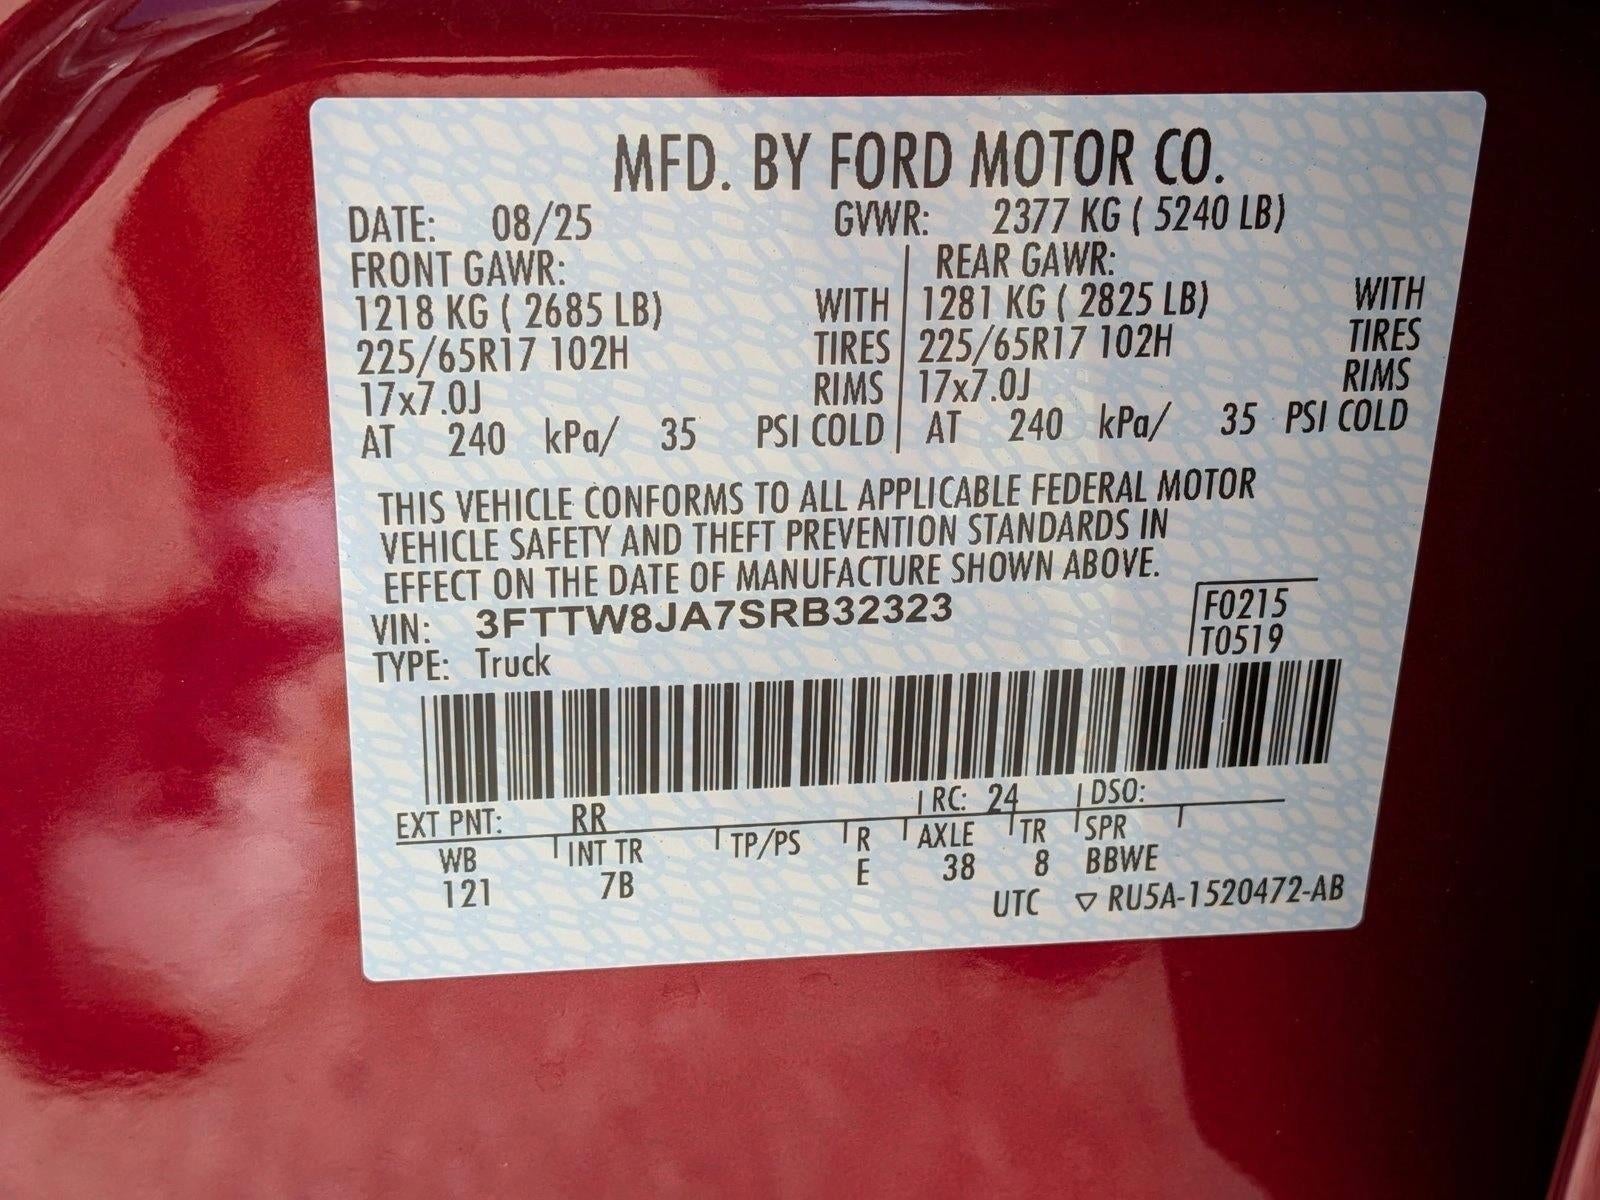 MFD. BY FORD MOTOR CO.
DATE: 08/25 GVWR: 2377 KG ( 5240 LB)
FRONT GAWR: REAR GAWR:
1218 KG ( 2685 LB) WITH 1281 KG ( 2825 LB) WITH
225/65R17 102H TIRES 225/65R17 102H TIRES
17x7.0J RIMS 17x7.0J RIMS
AT 240 kPa/ 35 PSI COLD AT 240 kPa/ 35 PSI COLD
THIS VEHICLE CONFORMS TO ALL APPLICABLE FEDERAL MOTOR
VEHICLE SAFETY AND THEFT PREVENTION STANDARDS IN
EFFECT ON THE DATE OF MANUFACTURE SHOWN ABOVE.
VIN: 3FTTW8JA7SRB32323 F0215
TYPE: Truck T0519
EXT PNT: RR RC: 24 DSO:
WB INT TR TP/PS R AXLE TR SPR
121 7B E 38 8 BBWE
UTC ▽ RU5A-1520472-AB